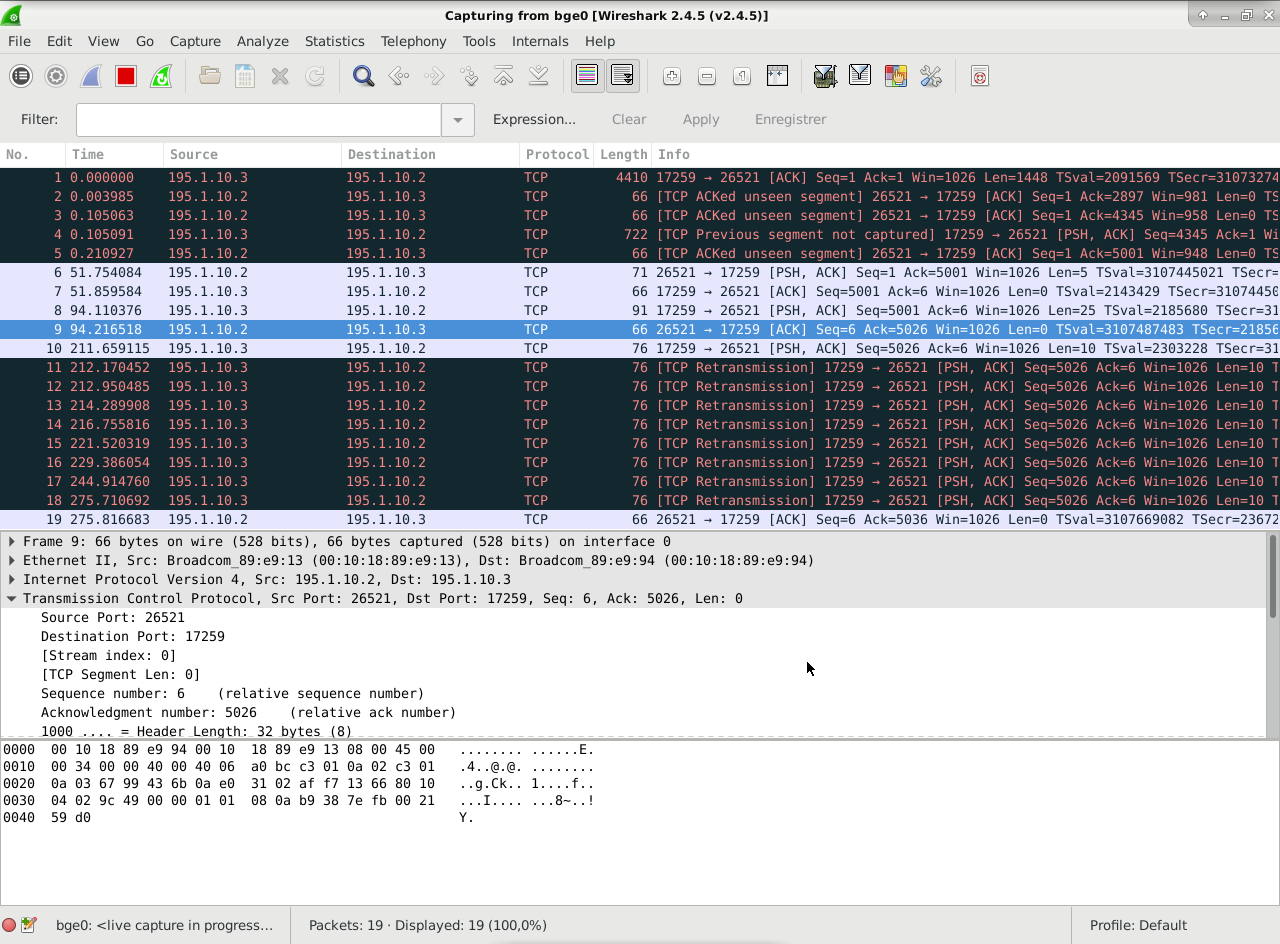 Capturing from bge0 [Wireshark 2.4.5 (v2.4.5)]
File Edit View Go Capture Analyze Statistics Telephony Tools Internals Help
Filter: Expression... Clear Apply Enregistrer
No. Time Source Destination Protocol Length Info
1 0.000000 195.1.10.3 195.1.10.2 TCP 4410 17259 → 26521 [ACK] Seq=1 Ack=1 Win=1026 Len=1448 TSval=2091569 TSecr=31073274
2 0.003985 195.1.10.2 195.1.10.3 TCP 66 [TCP ACKed unseen segment] 26521 → 17259 [ACK] Seq=1 Ack=2897 Win=981 Len=0 TS
3 0.105063 195.1.10.2 195.1.10.3 TCP 66 [TCP ACKed unseen segment] 26521 → 17259 [ACK] Seq=1 Ack=4345 Win=958 Len=0 TS
4 0.105091 195.1.10.3 195.1.10.2 TCP 722 [TCP Previous segment not captured] 17259 → 26521 [PSH, ACK] Seq=4345 Ack=1 Wi
5 0.210927 195.1.10.2 195.1.10.3 TCP 66 [TCP ACKed unseen segment] 26521 → 17259 [ACK] Seq=1 Ack=5001 Win=948 Len=0 TS
6 51.754084 195.1.10.2 195.1.10.3 TCP 71 26521 → 17259 [PSH, ACK] Seq=1 Ack=5001 Win=1026 Len=5 TSval=3107445021 TSecr=
7 51.859584 195.1.10.3 195.1.10.2 TCP 66 17259 → 26521 [ACK] Seq=5001 Ack=6 Win=1026 Len=0 TSval=2143429 TSecr=31074450
8 94.110376 195.1.10.3 195.1.10.2 TCP 91 17259 → 26521 [PSH, ACK] Seq=5001 Ack=6 Win=1026 Len=25 TSval=2185680 TSecr=31
9 94.216518 195.1.10.2 195.1.10.3 TCP 66 26521 → 17259 [ACK] Seq=6 Ack=5026 Win=1026 Len=0 TSval=3107487483 TSecr=21856
10 211.659115 195.1.10.3 195.1.10.2 TCP 76 17259 → 26521 [PSH, ACK] Seq=5026 Ack=6 Win=1026 Len=10 TSval=2303228 TSecr=31
11 212.170452 195.1.10.3 195.1.10.2 TCP 76 [TCP Retransmission] 17259 → 26521 [PSH, ACK] Seq=5026 Ack=6 Win=1026 Len=10 T
12 212.950485 195.1.10.3 195.1.10.2 TCP 76 [TCP Retransmission] 17259 → 26521 [PSH, ACK] Seq=5026 Ack=6 Win=1026 Len=10 T
13 214.289908 195.1.10.3 195.1.10.2 TCP 76 [TCP Retransmission] 17259 → 26521 [PSH, ACK] Seq=5026 Ack=6 Win=1026 Len=10 T
14 216.755816 195.1.10.3 195.1.10.2 TCP 76 [TCP Retransmission] 17259 → 26521 [PSH, ACK] Seq=5026 Ack=6 Win=1026 Len=10 T
15 221.520319 195.1.10.3 195.1.10.2 TCP 76 [TCP Retransmission] 17259 → 26521 [PSH, ACK] Seq=5026 Ack=6 Win=1026 Len=10 T
16 229.386054 195.1.10.3 195.1.10.2 TCP 76 [TCP Retransmission] 17259 → 26521 [PSH, ACK] Seq=5026 Ack=6 Win=1026 Len=10 T
17 244.914760 195.1.10.3 195.1.10.2 TCP 76 [TCP Retransmission] 17259 → 26521 [PSH, ACK] Seq=5026 Ack=6 Win=1026 Len=10 T
18 275.710692 195.1.10.3 195.1.10.2 TCP 76 [TCP Retransmission] 17259 → 26521 [PSH, ACK] Seq=5026 Ack=6 Win=1026 Len=10 T
19 275.816683 195.1.10.2 195.1.10.3 TCP 66 26521 → 17259 [ACK] Seq=6 Ack=5036 Win=1026 Len=0 TSval=3107669082 TSecr=23672
Frame 9: 66 bytes on wire (528 bits), 66 bytes captured (528 bits) on interface 0
Ethernet II, Src: Broadcom_89:e9:13 (00:10:18:89:e9:13), Dst: Broadcom_89:e9:94 (00:10:18:89:e9:94)
Internet Protocol Version 4, Src: 195.1.10.2, Dst: 195.1.10.3
Transmission Control Protocol, Src Port: 26521, Dst Port: 17259, Seq: 6, Ack: 5026, Len: 0
Source Port: 26521
Destination Port: 17259
[Stream index: 0]
[TCP Segment Len: 0]
Sequence number: 6 (relative sequence number)
Acknowledgment number: 5026 (relative ack number)
1000 .... = Header Length: 32 bytes (8)
0000 00 10 18 89 e9 94 00 10 18 89 e9 13 08 00 45 00 ........ ......E.
0010 00 34 00 00 40 00 40 06 a0 bc c3 01 0a 02 c3 01 .4..@.@. ........
0020 0a 03 67 99 43 6b 0a e0 31 02 af f7 13 66 80 10 ..g.Ck.. 1....f..
0030 04 02 9c 49 00 00 01 01 08 0a b9 38 7e fb 00 21 ...I.... ...8~..!
0040 59 d0 Y.
bge0: <live capture in progress... Packets: 19 · Displayed: 19 (100,0%) Profile: Default